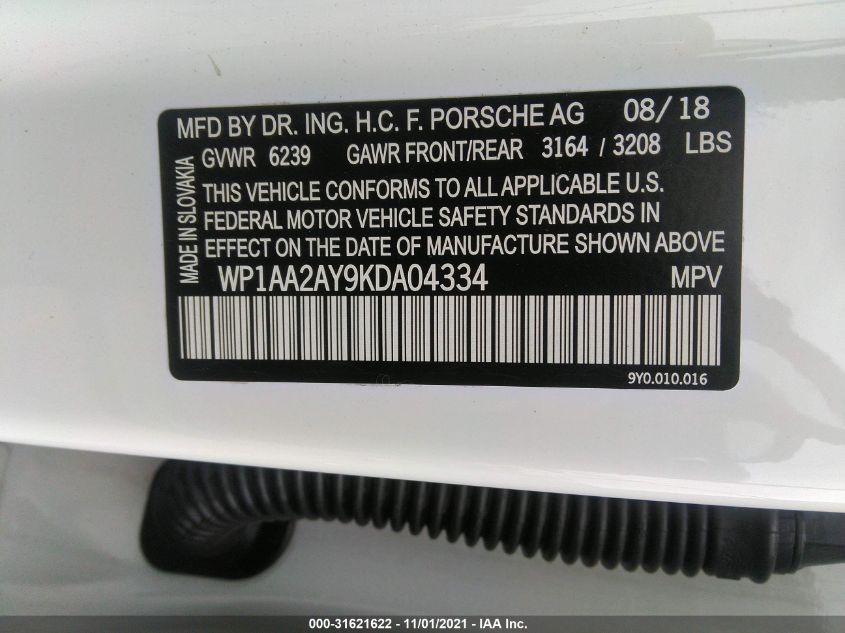 MFD BY DR. ING. H.C. F. PORSCHE AG 08/18
GVWR 6239 GAWR FRONT/REAR 3164 / 3208 LBS
MADE IN SLOVAKIA
THIS VEHICLE CONFORMS TO ALL APPLICABLE U.S.
FEDERAL MOTOR VEHICLE SAFETY STANDARDS IN
EFFECT ON THE DATE OF MANUFACTURE SHOWN ABOVE
WP1AA2AY9KDA04334 MPV
9Y0.010.016
000-31621622 - 11/01/2021 - IAA Inc.